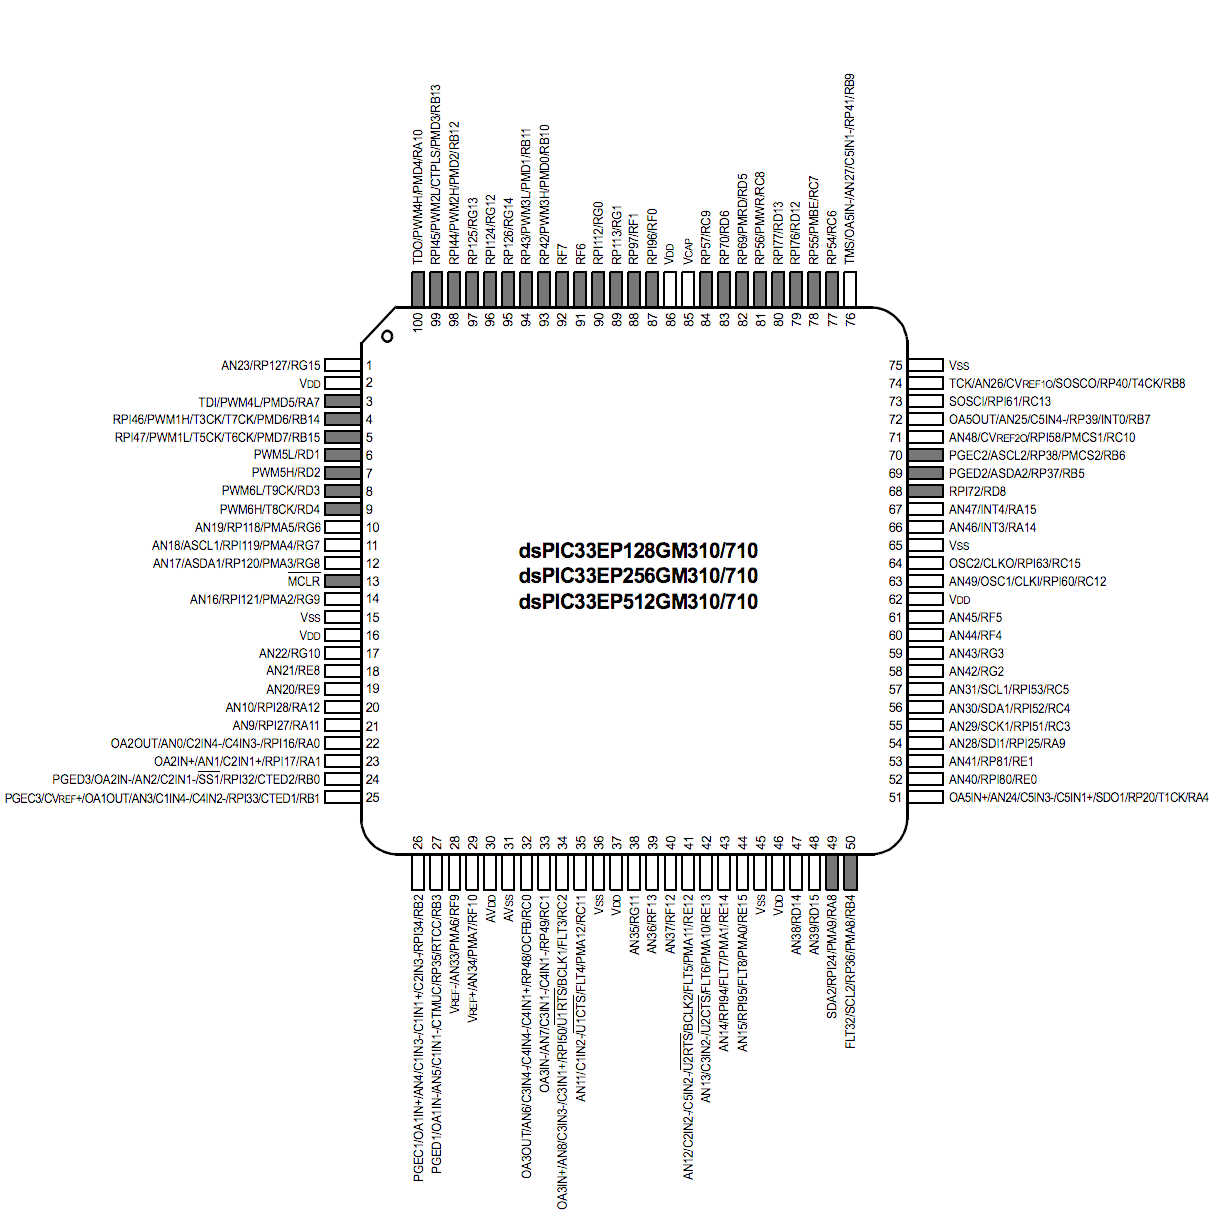 TDO/PWM4H/PMD4/RA10
RPI45/PWM2L/CTPLS/PMD3/RB13
RPI44/PWM2H/PMD2/RB12
RP125/RG13
RPI124/RG12
RP126/RG14
RP43/PWM3L/PMD1/RB11
RP42/PWM3H/PMD0/RB10
RF7
RF6
RPI112/RG0
RP113/RG1
RP97/RF1
RPI96/RF0
VDD
VCAP
RP57/RC9
RP70/RD6
RP69/PMRD/RD5
RP56/PMWR/RC8
RPI77/RD13
RPI76/RD12
RP55/PMBE/RC7
RP54/RC6
TMS/OA5IN-/AN27/C5IN1-/RP41/RB9
100 99 98 97 96 95 94 93 92 91 90 89 88 87 86 85 84 83 82 81 80 79 78 77 76
AN23/RP127/RG15 1
VDD 2
TDI/PWM4L/PMD5/RA7 3
RPI46/PWM1H/T3CK/T7CK/PMD6/RB14 4
RPI47/PWM1L/T5CK/T6CK/PMD7/RB15 5
PWM5L/RD1 6
PWM5H/RD2 7
PWM6L/T9CK/RD3 8
PWM6H/T8CK/RD4 9
AN19/RP118/PMA5/RG6 10
AN18/ASCL1/RPI119/PMA4/RG7 11
AN17/ASDA1/RP120/PMA3/RG8 12
MCLR 13
AN16/RPI121/PMA2/RG9 14
VSS 15
VDD 16
AN22/RG10 17
AN21/RE8 18
AN20/RE9 19
AN10/RPI28/RA12 20
AN9/RPI27/RA11 21
OA2OUT/AN0/C2IN4-/C4IN3-/RPI16/RA0 22
OA2IN+/AN1/C2IN1+/RPI17/RA1 23
PGED3/OA2IN-/AN2/C2IN1-/SS1/RPI32/CTED2/RB0 24
PGEC3/CVREF+/OA1OUT/AN3/C1IN4-/C4IN2-/RPI33/CTED1/RB1 25
dsPIC33EP128GM310/710
dsPIC33EP256GM310/710
dsPIC33EP512GM310/710
75 VSS
74 TCK/AN26/CVREF1O/SOSCO/RP40/T4CK/RB8
73 SOSCI/RPI61/RC13
72 OA5OUT/AN25/C5IN4-/RP39/INT0/RB7
71 AN48/CVREF2O/RPI58/PMCS1/RC10
70 PGEC2/ASCL2/RP38/PMCS2/RB6
69 PGED2/ASDA2/RP37/RB5
68 RPI72/RD8
67 AN47/INT4/RA15
66 AN46/INT3/RA14
65 VSS
64 OSC2/CLKO/RPI63/RC15
63 AN49/OSC1/CLKI/RPI60/RC12
62 VDD
61 AN45/RF5
60 AN44/RF4
59 AN43/RG3
58 AN42/RG2
57 AN31/SCL1/RPI53/RC5
56 AN30/SDA1/RPI52/RC4
55 AN29/SCK1/RPI51/RC3
54 AN28/SDI1/RPI25/RA9
53 AN41/RP81/RE1
52 AN40/RPI80/RE0
51 OA5IN+/AN24/C5IN3-/C5IN1+/SDO1/RP20/T1CK/RA4
26 27 28 29 30 31 32 33 34 35 36 37 38 39 40 41 42 43 44 45 46 47 48 49 50
PGEC1/OA1IN+/AN4/C1IN3-/C1IN1+/C2IN3-/RPI34/RB2
PGED1/OA1IN-/AN5/C1IN1-/CTMUC/RP35/RTCC/RB3
VREF-/AN33/PMA6/RF9
VREF+/AN34/PMA7/RF10
AVDD
AVSS
OA3OUT/AN6/C3IN4-/C4IN4-/C4IN1+/RP48/OCFB/RC0
OA3IN-/AN7/C3IN1-/C4IN1-/RP49/RC1
OA3IN+/AN8/C3IN3-/C3IN1+/RPI50/U1RTS/BCLK1/FLT3/RC2
AN11/C1IN2-/U1CTS/FLT4/PMA12/RC11
VSS
VDD
AN35/RG11
AN36/RF13
AN37/RF12
AN12/C2IN2-/C5IN2-/U2RTS/BCLK2/FLT5/PMA11/RE12
AN13/C3IN2-/U2CTS/FLT6/PMA10/RE13
AN14/RPI94/FLT7/PMA1/RE14
AN15/RPI95/FLT8/PMA0/RE15
VSS
VDD
AN38/RD14
AN39/RD15
SDA2/RPI24/PMA9/RA8
FLT32/SCL2/RP36/PMA8/RB4